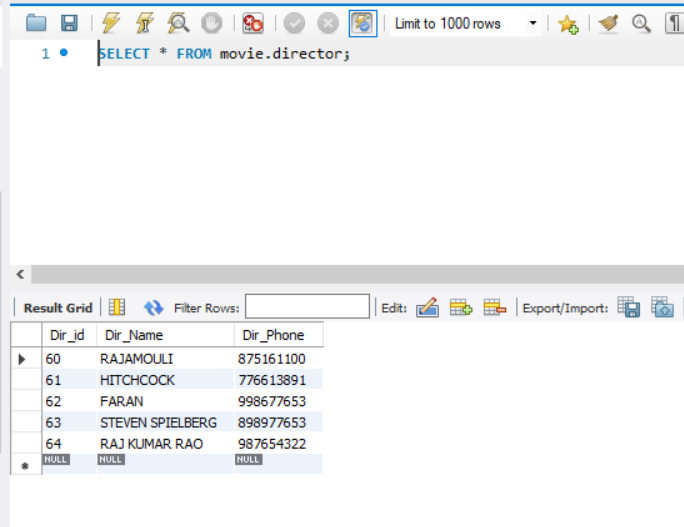 Limit to 1000 rows
1 SELECT * FROM movie.director;
Result Grid Filter Rows: Edit: Export/Import:
Dir_id Dir_Name Dir_Phone
60 RAJAMOULI 875161100
61 HITCHCOCK 776613891
62 FARAN 998677653
63 STEVEN SPIELBERG 898977653
64 RAJ KUMAR RAO 987654322
NULL NULL NULL